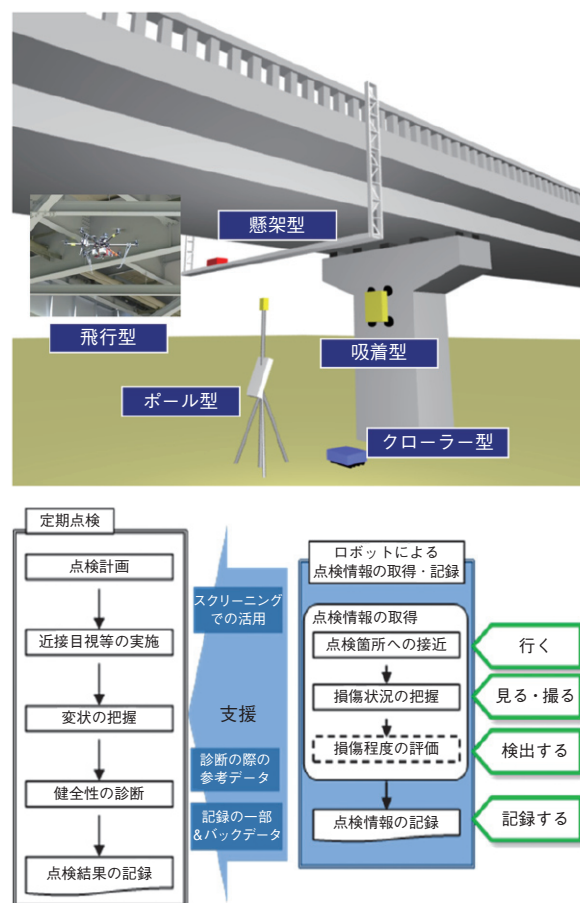 懸架型
飛行型
吸着型
ポール型
クローラー型
定期点検
点検計画
近接目視等の実施
変状の把握
健全性の診断
点検結果の記録
スクリーニング
での活用
支援
診断の際の
参考データ
記録の一部
&バックデータ
ロボットによる
点検情報の取得・記録
点検情報の取得
点検箇所への接近
損傷状況の把握
損傷程度の評価
点検情報の記録
行く
見る・撮る
検出する
記録する